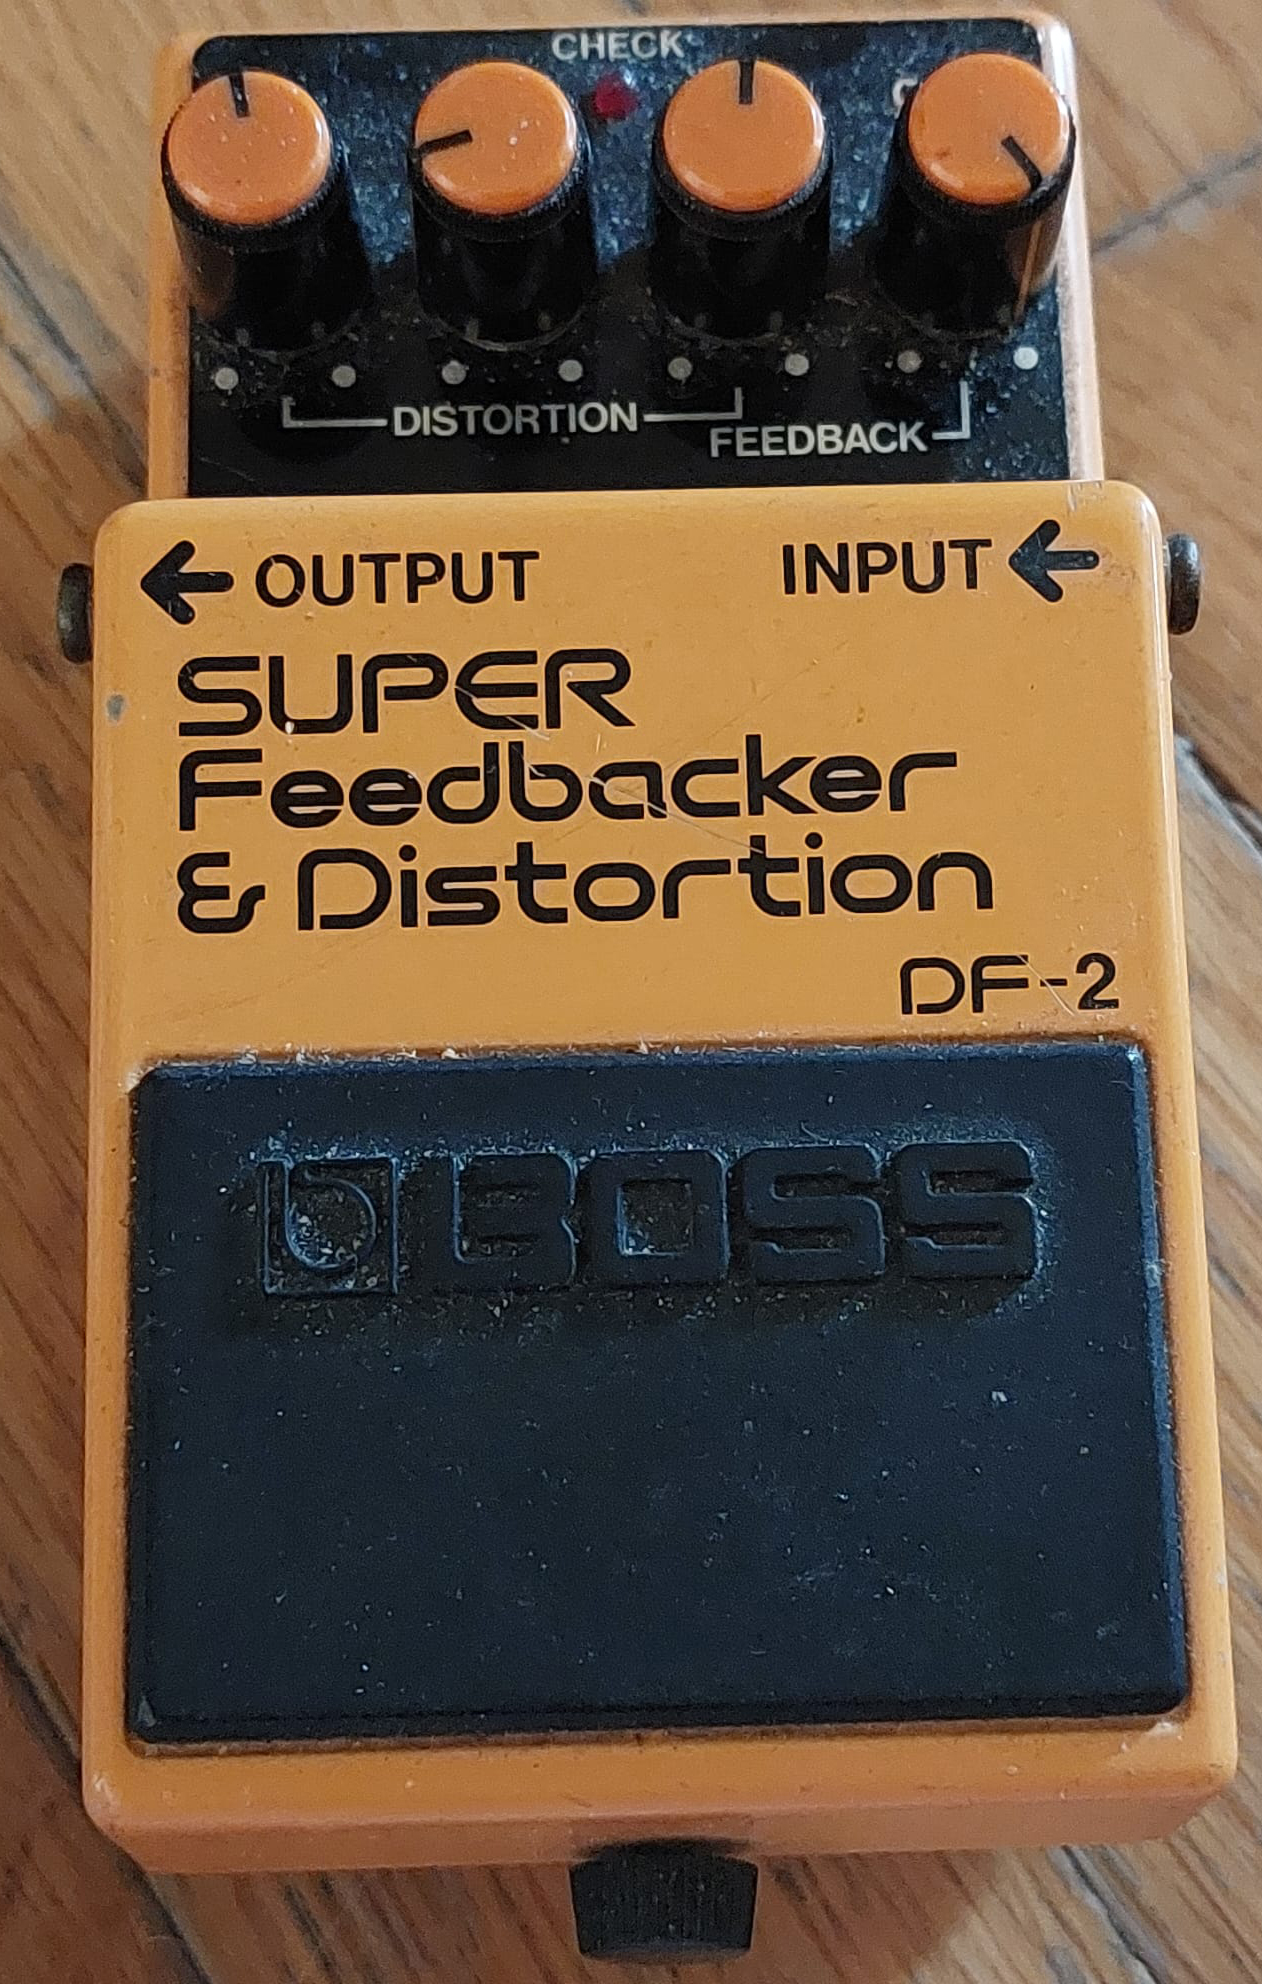 CHECK
DISTORTION
FEEDBACK
OUTPUT
INPUT
SUPER
Feedbacker
& Distortion
DF-2
BOSS